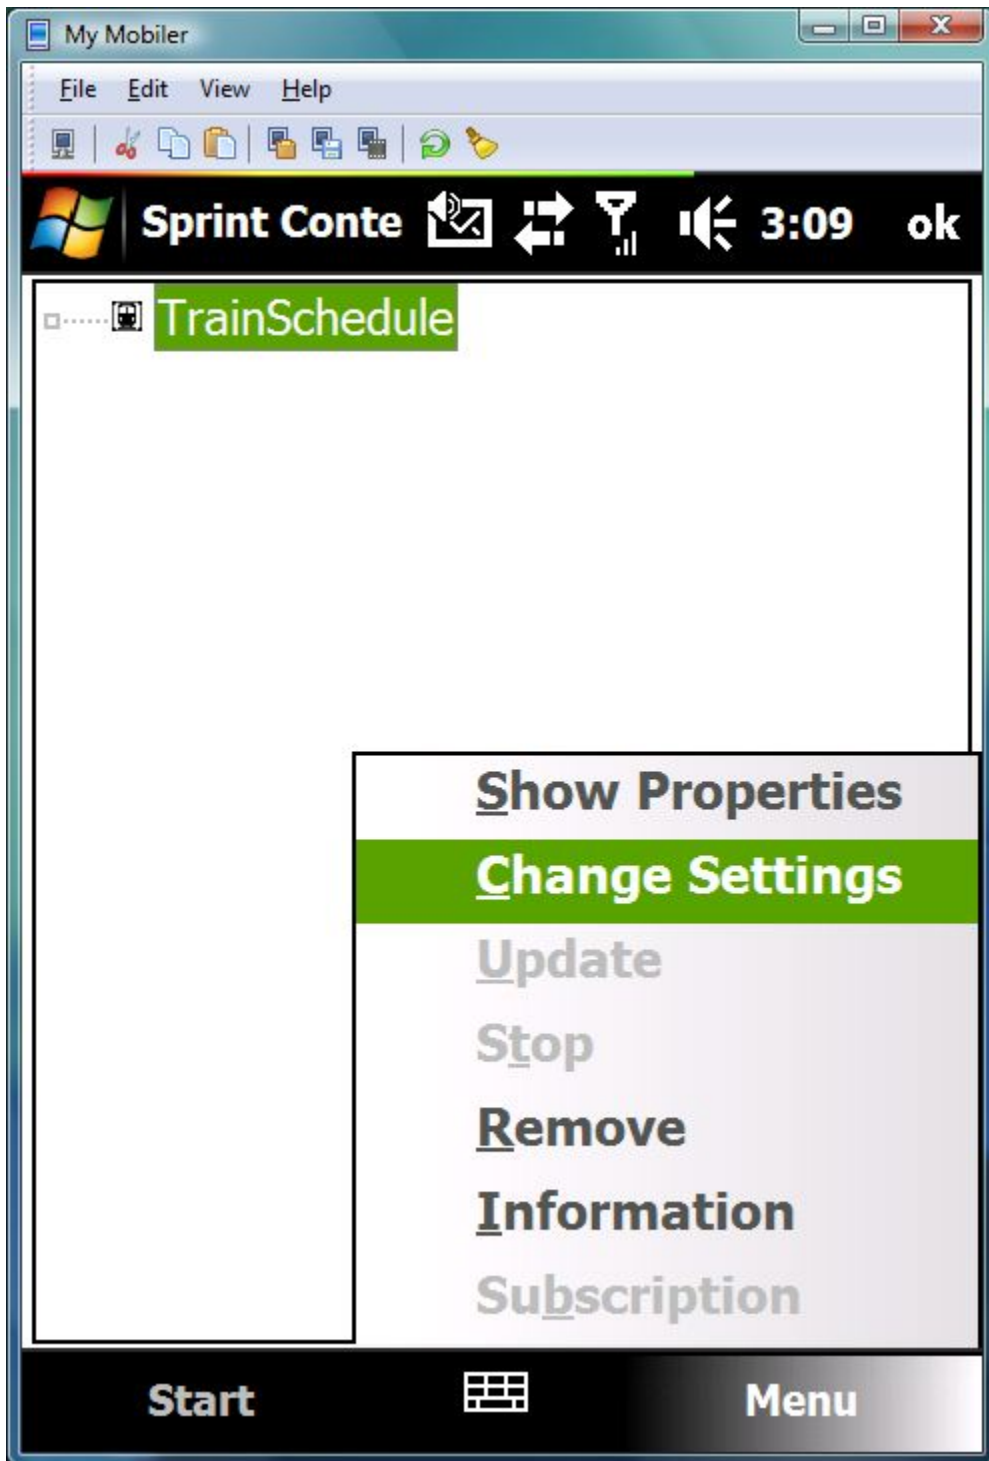 My Mobiler
File Edit View Help
Sprint Conte 3:09 ok
TrainSchedule
Show Properties
Change Settings
Update
Stop
Remove
Information
Subscription
Start Menu